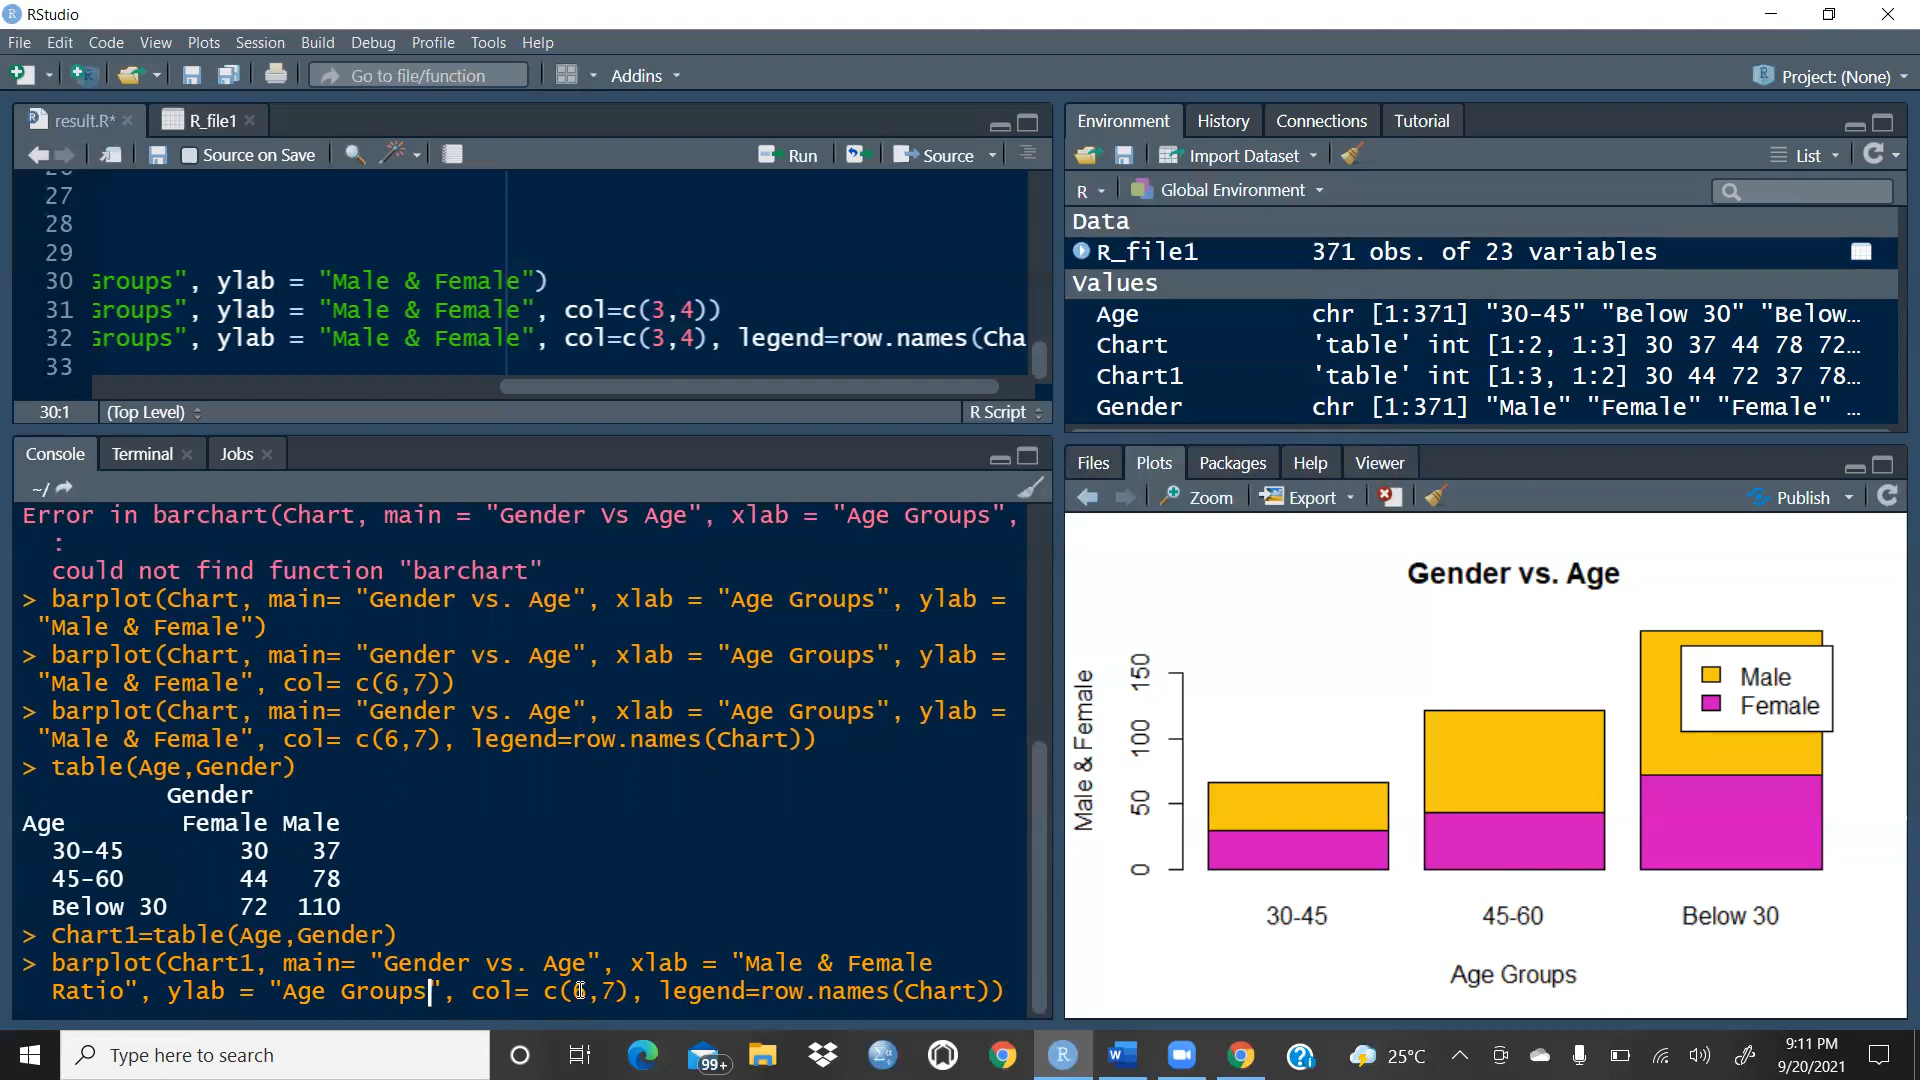 RStudio
File Edit Code View Plots Session Build Debug Profile Tools Help
Go to file/function Addins Project: (None)
result.R* R_file1
Source on Save Run Source
27
28
29
30 Groups", ylab = "Male & Female")
31 Groups", ylab = "Male & Female", col=c(3,4))
32 Groups", ylab = "Male & Female", col=c(3,4), legend=row.names(Cha
33
30:1 (Top Level) R Script
Console Terminal Jobs
~/
Error in barchart(Chart, main = "Gender Vs Age", xlab = "Age Groups",
:
could not find function "barchart"
> barplot(Chart, main= "Gender vs. Age", xlab = "Age Groups", ylab =
"Male & Female")
> barplot(Chart, main= "Gender vs. Age", xlab = "Age Groups", ylab =
"Male & Female", col= c(6,7))
> barplot(Chart, main= "Gender vs. Age", xlab = "Age Groups", ylab =
"Male & Female", col= c(6,7), legend=row.names(Chart))
> table(Age,Gender)
Gender
Age Female Male
30-45 30 37
45-60 44 78
Below 30 72 110
> Chart1=table(Age,Gender)
> barplot(Chart1, main= "Gender vs. Age", xlab = "Male & Female
Ratio", ylab = "Age Groups", col= c(6,7), legend=row.names(Chart))
Environment History Connections Tutorial
Import Dataset List
R Global Environment
Data
R_file1 371 obs. of 23 variables
Values
Age chr [1:371] "30-45" "Below 30" "Below…
Chart 'table' int [1:2, 1:3] 30 37 44 78 72…
Chart1 'table' int [1:3, 1:2] 30 44 72 37 78…
Gender chr [1:371] "Male" "Female" "Female" …
Files Plots Packages Help Viewer
Zoom Export Publish
Gender vs. Age
Male & Female
150
100
50
0
Male
Female
30-45 45-60 Below 30
Age Groups
Type here to search
99+
25°C
9:11 PM
9/20/2021